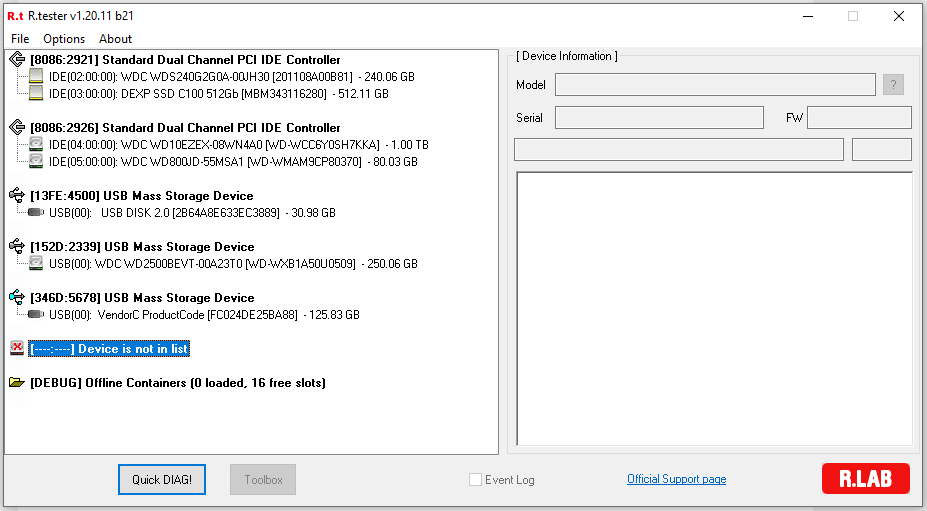 R.t R.tester v1.20.11 b21
File Options About
[8086:2921] Standard Dual Channel PCI IDE Controller
IDE(02:00:00): WDC WDS240G2G0A-00JH30 [201108A00B81] - 240.06 GB
IDE(03:00:00): DEXP SSD C100 512Gb [MBM343116280] - 512.11 GB
[8086:2926] Standard Dual Channel PCI IDE Controller
IDE(04:00:00): WDC WD10EZEX-08WN4A0 [WD-WCC6Y0SH7KKA] - 1.00 TB
IDE(05:00:00): WDC WD800JD-55MSA1 [WD-WMAM9CP80370] - 80.03 GB
[13FE:4500] USB Mass Storage Device
USB(00): USB DISK 2.0 [2B64A8E633EC3889] - 30.98 GB
[152D:2339] USB Mass Storage Device
USB(00): WDC WD2500BEVT-00A23T0 [WD-WXB1A50U0509] - 250.06 GB
[346D:5678] USB Mass Storage Device
USB(00): VendorC ProductCode [FC024DE25BA88] - 125.83 GB
[----:----] Device is not in list
[DEBUG] Offline Containers (0 loaded, 16 free slots)
[ Device Information ]
Model
?
Serial
FW
Quick DIAG!
Toolbox
Event Log
Official Support page
R.LAB